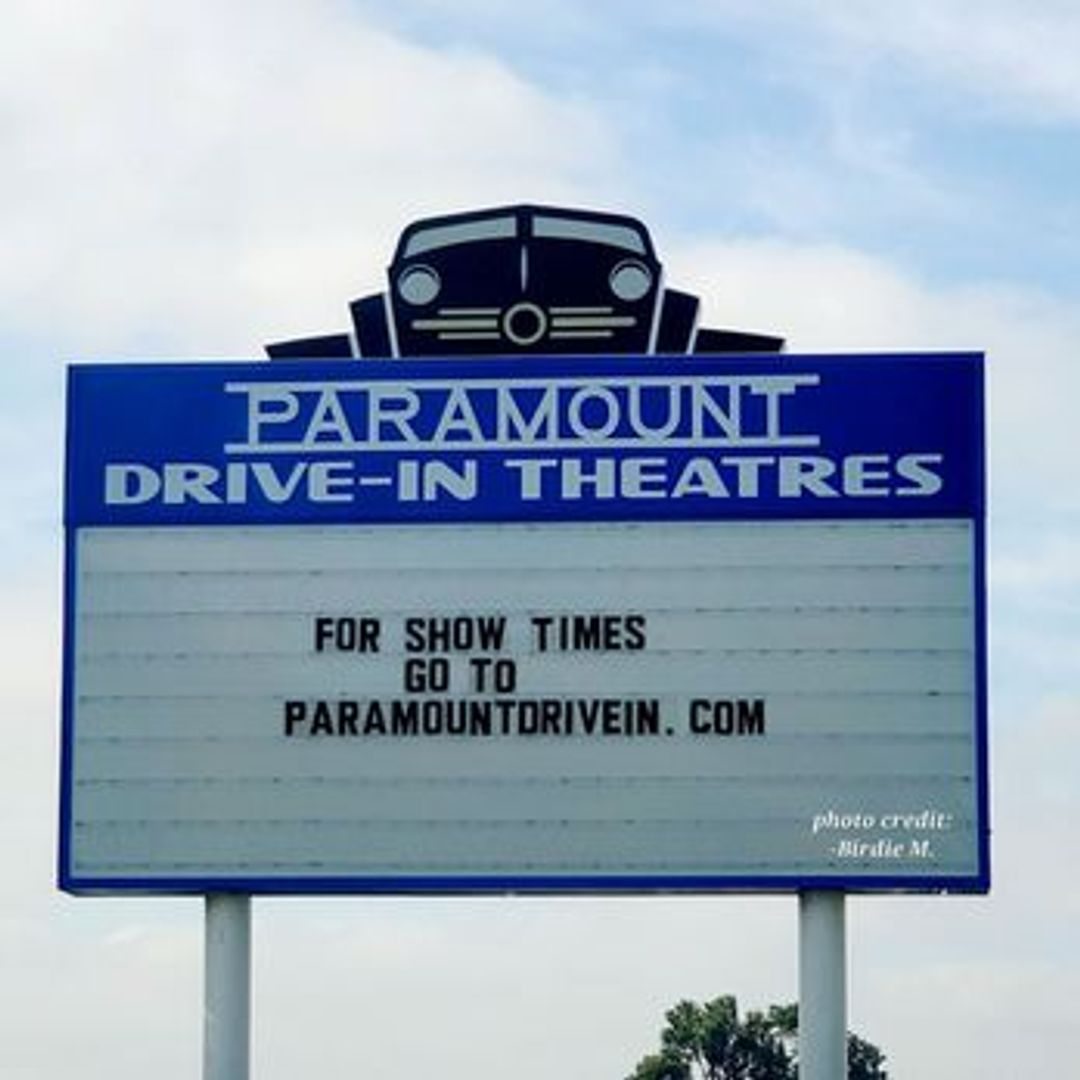 PARAMOUNT
DRIVE-IN THEATRES
FOR SHOW TIMES
GO TO
PARAMOUNTDRIVEIN. COM
photo credit:
-Birdie M.